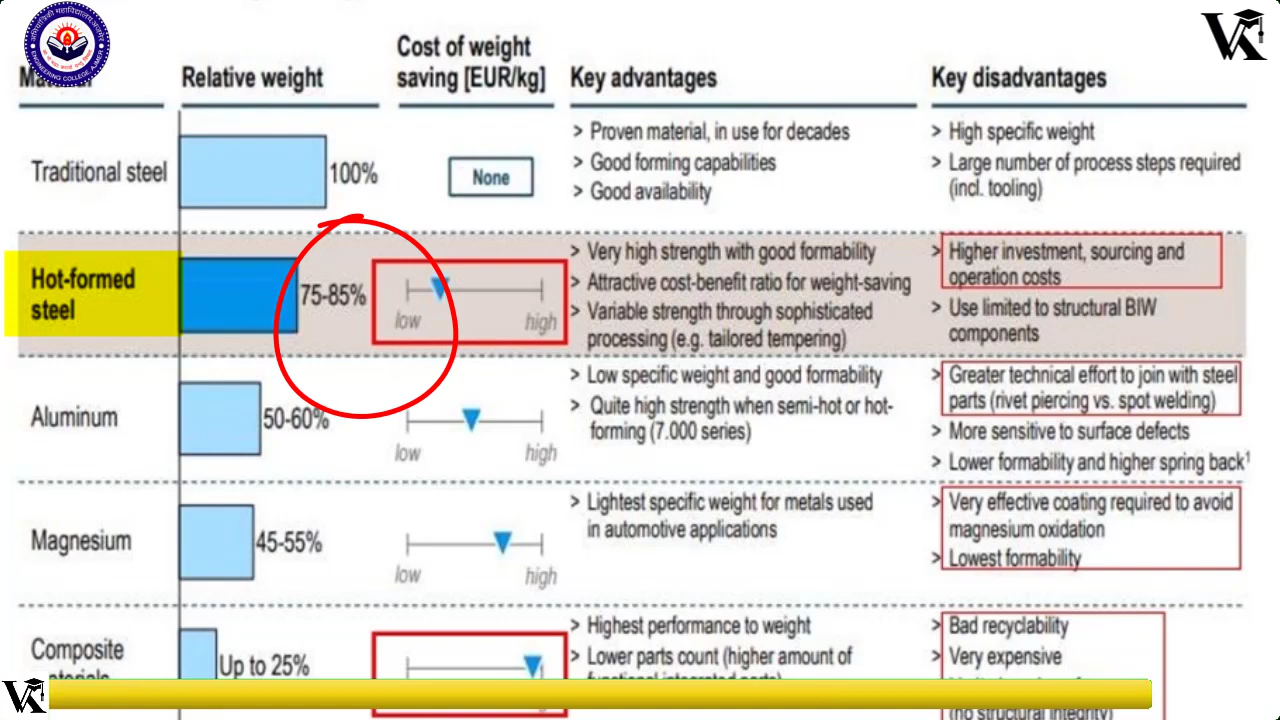 Cost of weight
Relative weight
saving [EUR/kg]
Key advantages
Key disadvantages
Traditional steel
100%
None
> Proven material, in use for decades
> Good forming capabilities
> Good availability
> High specific weight
> Large number of process steps required
(incl. tooling)
Hot-formed
steel
75-85%
low
high
> Very high strength with good formability
> Attractive cost-benefit ratio for weight-saving
> Variable strength through sophisticated
processing (e.g. tailored tempering)
> Higher investment, sourcing and
operation costs
> Use limited to structural BIW
components
Aluminum
50-60%
low
high
> Low specific weight and good formability
> Quite high strength when semi-hot or hot-
forming (7.000 series)
> Greater technical effort to join with steel
parts (rivet piercing vs. spot welding)
> More sensitive to surface defects
> Lower formability and higher spring back¹
Magnesium
45-55%
low
high
> Lightest specific weight for metals used
in automotive applications
> Very effective coating required to avoid
magnesium oxidation
> Lowest formability
Composite
Up to 25%
> Highest performance to weight
> Lower parts count (higher amount of
> Bad recyclability
> Very expensive
(no structural integrity)